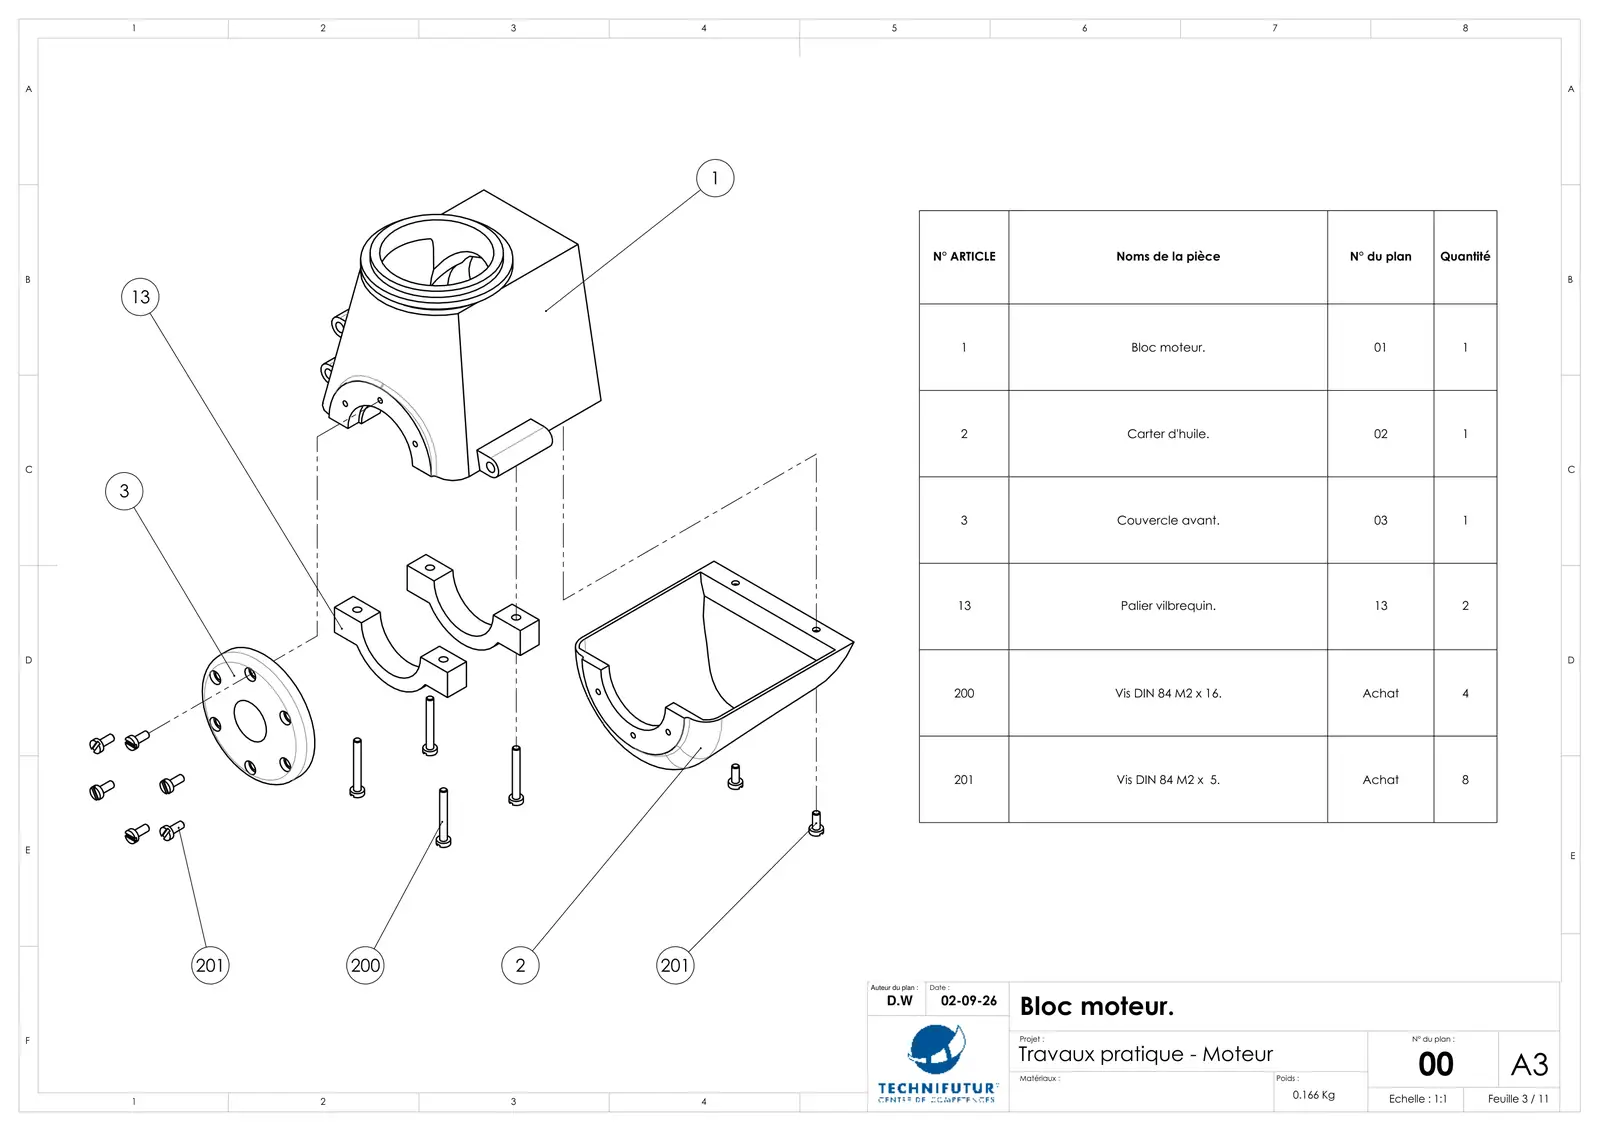 1 2 3 4 5 6 7 8
A A
B B
C C
D D
E E
F
1
13
3
201
200
2
201
N° ARTICLE Noms de la pièce N° du plan Quantité
1 Bloc moteur. 01 1
2 Carter d'huile. 02 1
3 Couvercle avant. 03 1
13 Palier vilbrequin. 13 2
200 Vis DIN 84 M2 x 16. Achat 4
201 Vis DIN 84 M2 x 5. Achat 8
Auteur du plan :
D.W
Date :
02-09-26
Bloc moteur.
Projet :
Travaux pratique - Moteur
N° du plan :
00
A3
Matériaux :
Poids :
0.166 Kg
Echelle : 1:1
Feuille 3 / 11
TECHNIFUTUR
CENTRE DE COMPETENCES
1 2 3 4